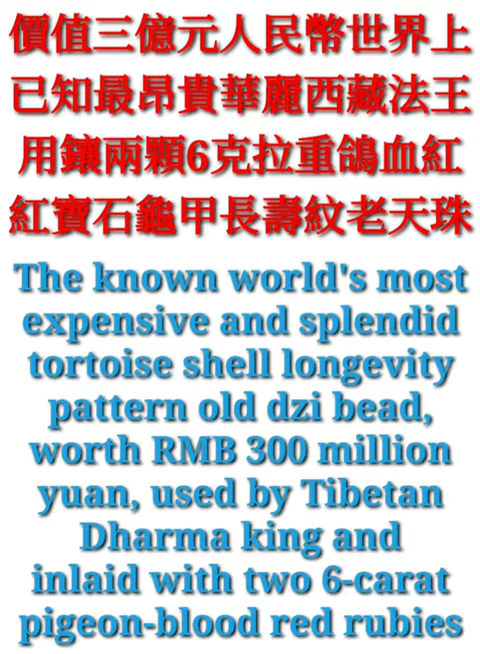 價值三億元人民幣世界上
已知最昂貴華麗西藏法王
用鑲兩顆6克拉重鴿血紅
紅寶石龜甲長壽紋老天珠
The known world's most
expensive and splendid
tortoise shell longevity
pattern old dzi bead,
worth RMB 300 million
yuan, used by Tibetan
Dharma king and
inlaid with two 6-carat
pigeon-blood red rubies